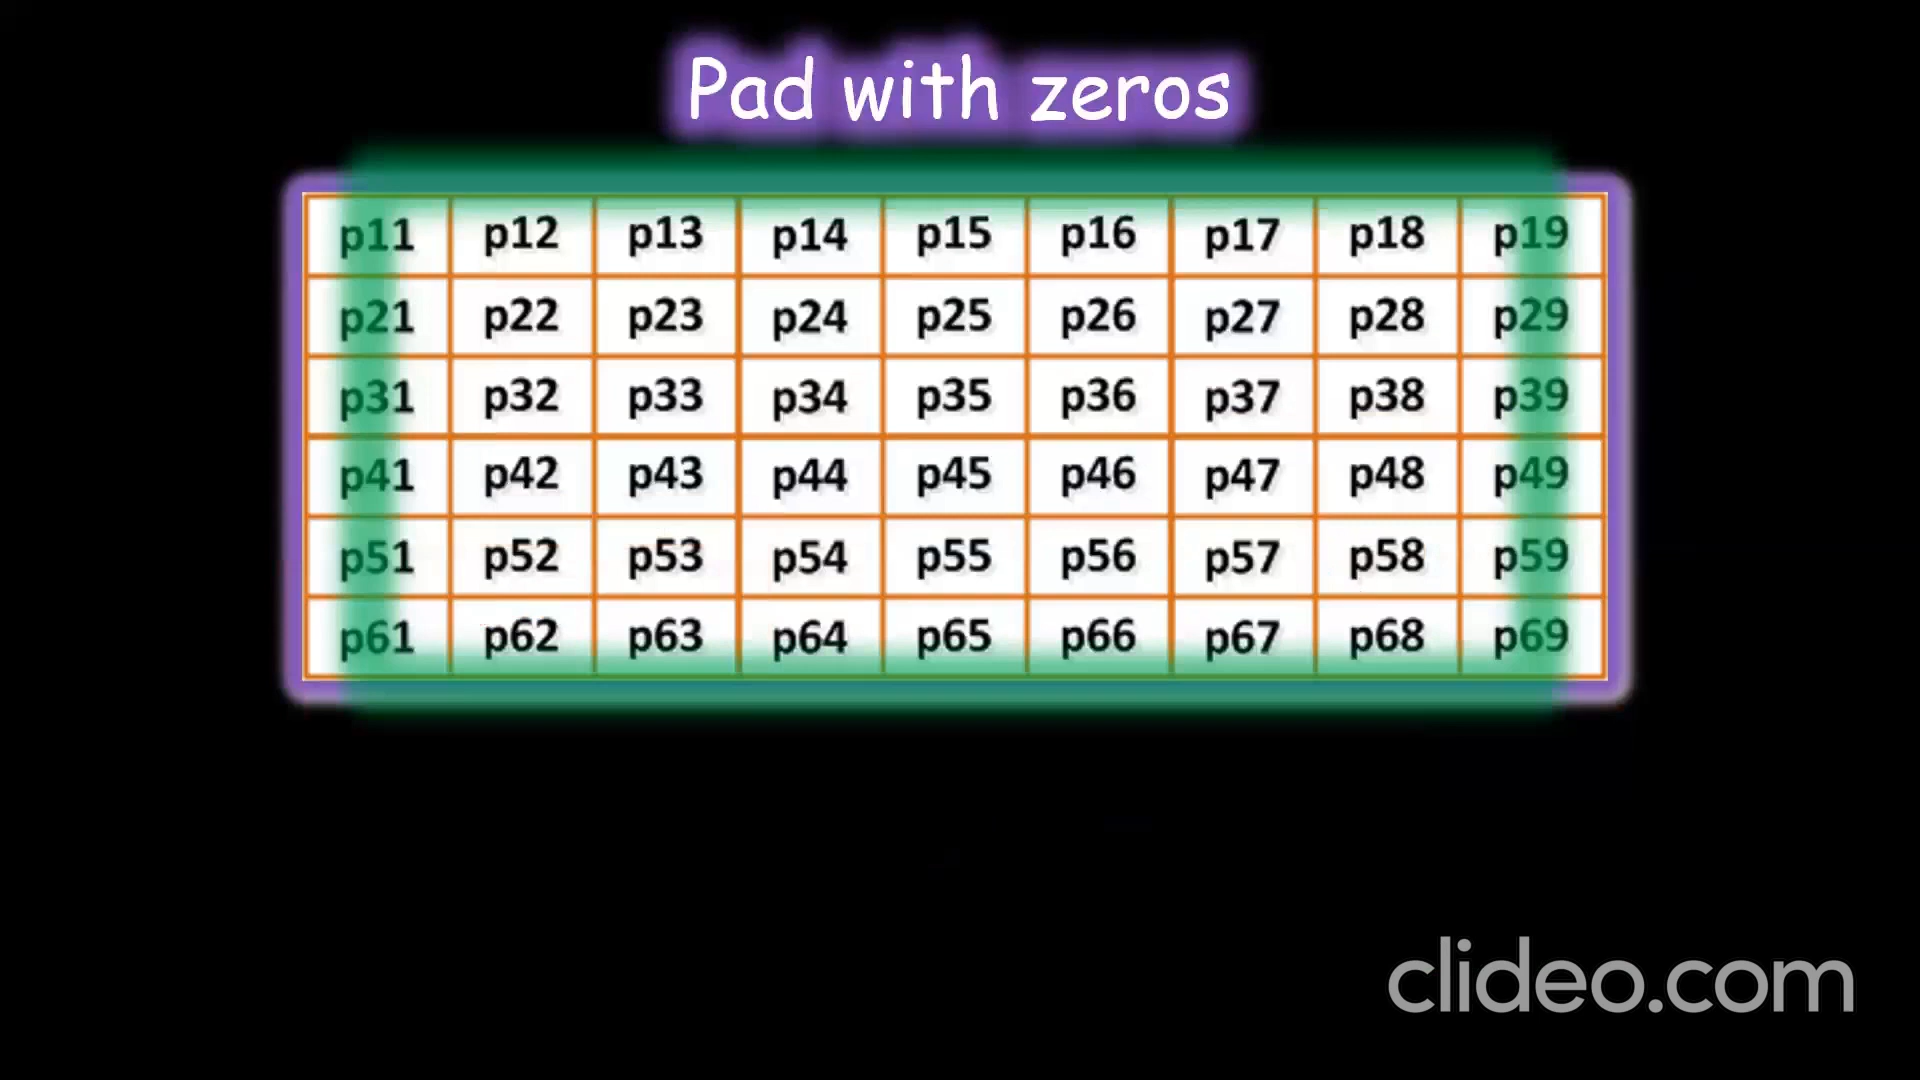 Pad with zeros
p11 p12 p13 p14 p15 p16 p17 p18 p19
p21 p22 p23 p24 p25 p26 p27 p28 p29
p31 p32 p33 p34 p35 p36 p37 p38 p39
p41 p42 p43 p44 p45 p46 p47 p48 p49
p51 p52 p53 p54 p55 p56 p57 p58 p59
p61 p62 p63 p64 p65 p66 p67 p68 p69
clideo.com